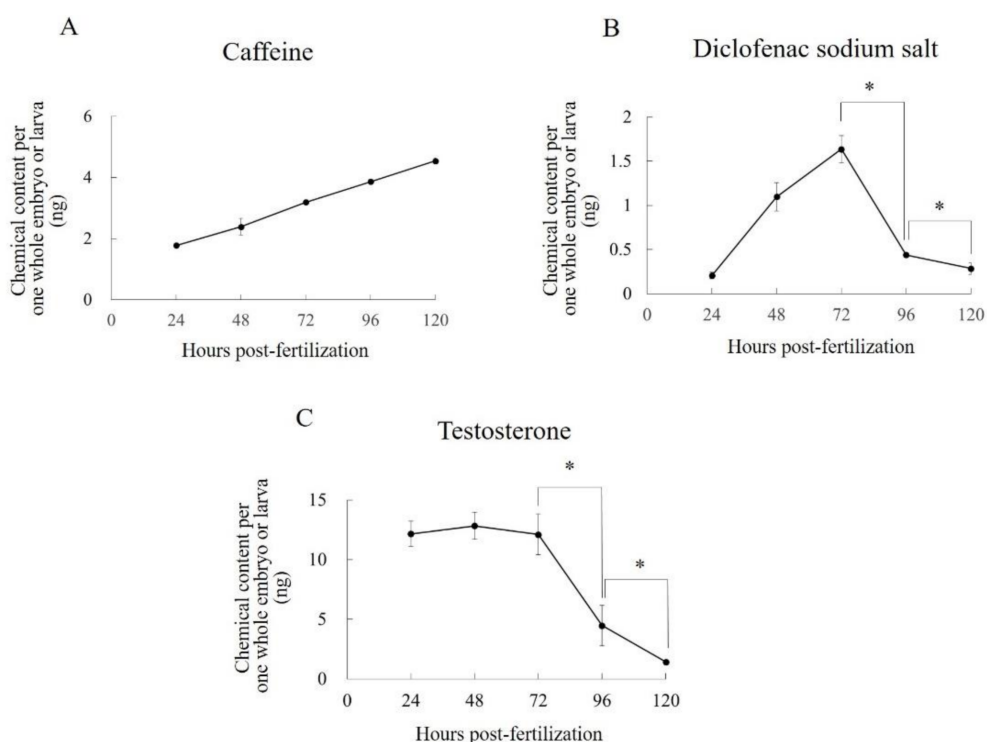 A
Caffeine
Chemical content per
one whole embryo or larva
(ng)
6
4
2
0
0 24 48 72 96 120
Hours post-fertilization
B
Diclofenac sodium salt
Chemical content per
one whole embryo or larva
(ng)
2
1.5
1
0.5
0
*
*
0 24 48 72 96 120
Hours post-fertilization
C
Testosterone
Chemical content per
one whole embryo or larva
(ng)
15
10
5
0
*
*
0 24 48 72 96 120
Hours post-fertilization